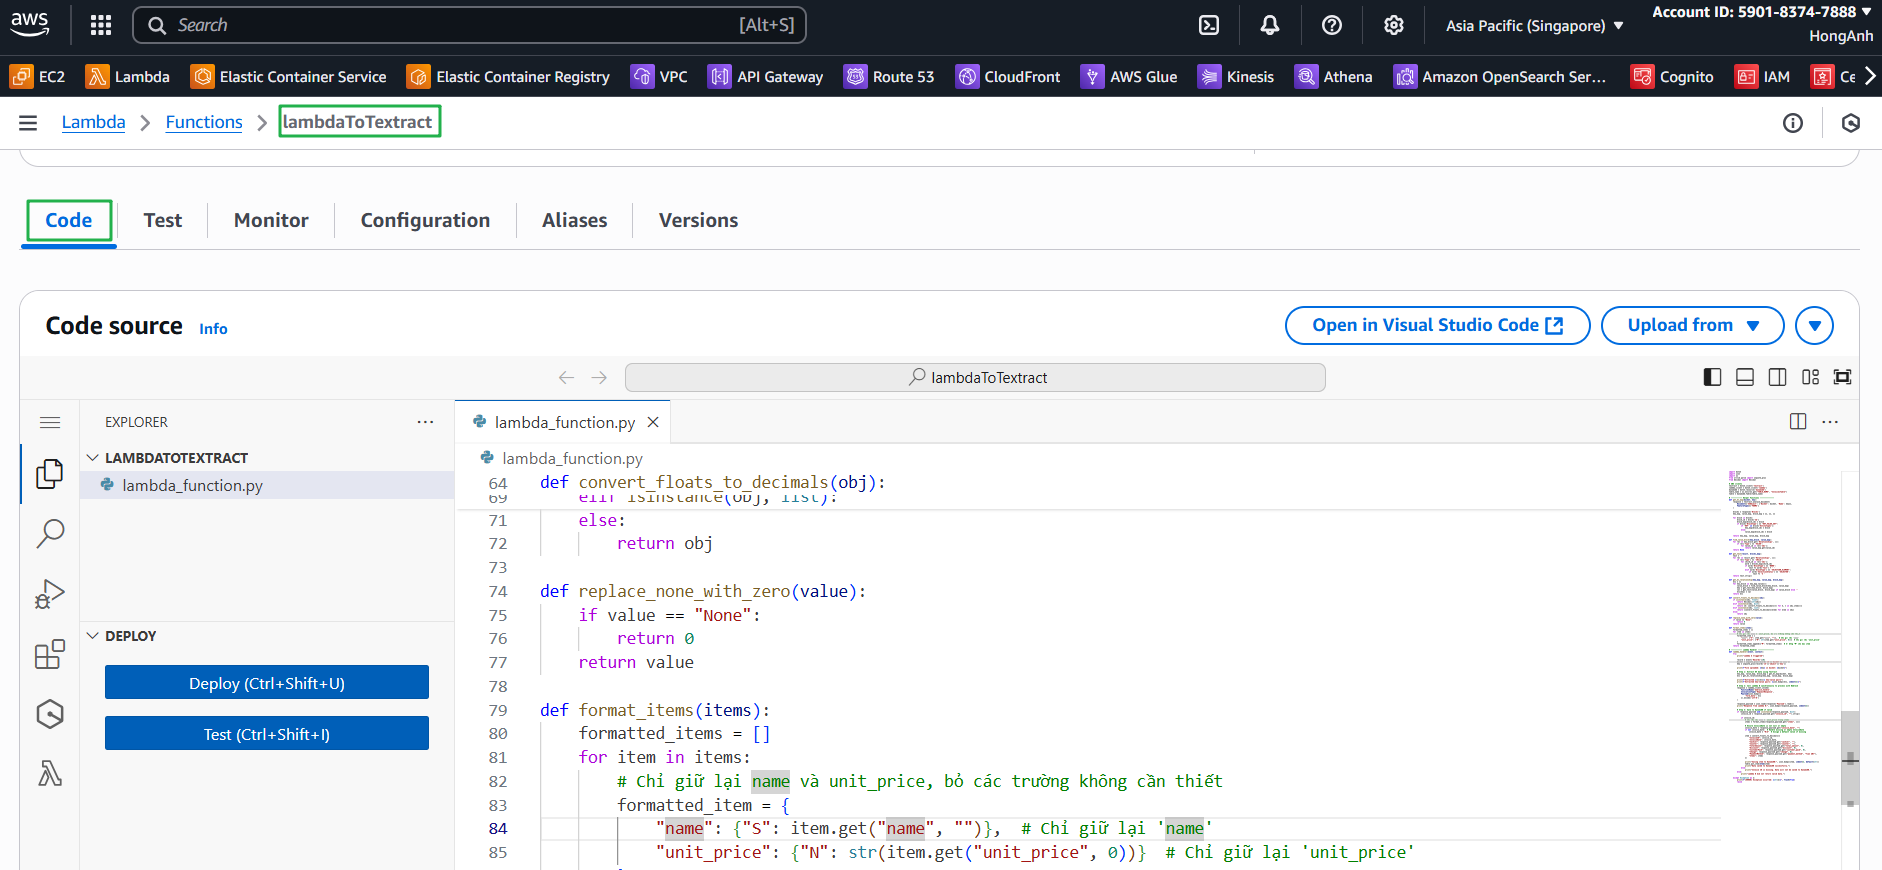 aws
Search
[Alt+S]
Asia Pacific (Singapore)
Account ID: 5901-8374-7888
HongAnh
EC2
Lambda
Elastic Container Service
Elastic Container Registry
VPC
API Gateway
Route 53
CloudFront
AWS Glue
Kinesis
Athena
Amazon OpenSearch Ser...
Cognito
IAM
Ce
Lambda
Functions
lambdaToTextract
Code
Test
Monitor
Configuration
Aliases
Versions
Code source Info
Open in Visual Studio Code
Upload from
lambdaToTextract
EXPLORER
LAMBDATOTEXTRACT
lambda_function.py
DEPLOY
Deploy (Ctrl+Shift+U)
Test (Ctrl+Shift+I)
lambda_function.py
lambda_function.py
64 def convert_floats_to_decimals(obj):
69 elif isinstance(obj, list):
71 else:
72 return obj
73
74 def replace_none_with_zero(value):
75 if value == "None":
76 return 0
77 return value
78
79 def format_items(items):
80 formatted_items = []
81 for item in items:
82 # Chỉ giữ lại name và unit_price, bỏ các trường không cần thiết
83 formatted_item = {
84 "name": {"S": item.get("name", "")}, # Chỉ giữ lại 'name'
85 "unit_price": {"N": str(item.get("unit_price", 0))} # Chỉ giữ lại 'unit_price'